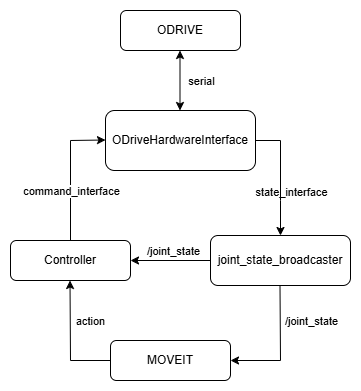 ODRIVE
serial
ODriveHardwareInterface
command_interface
state_interface
/joint_state
Controller
joint_state_broadcaster
action
/joint_state
MOVEIT